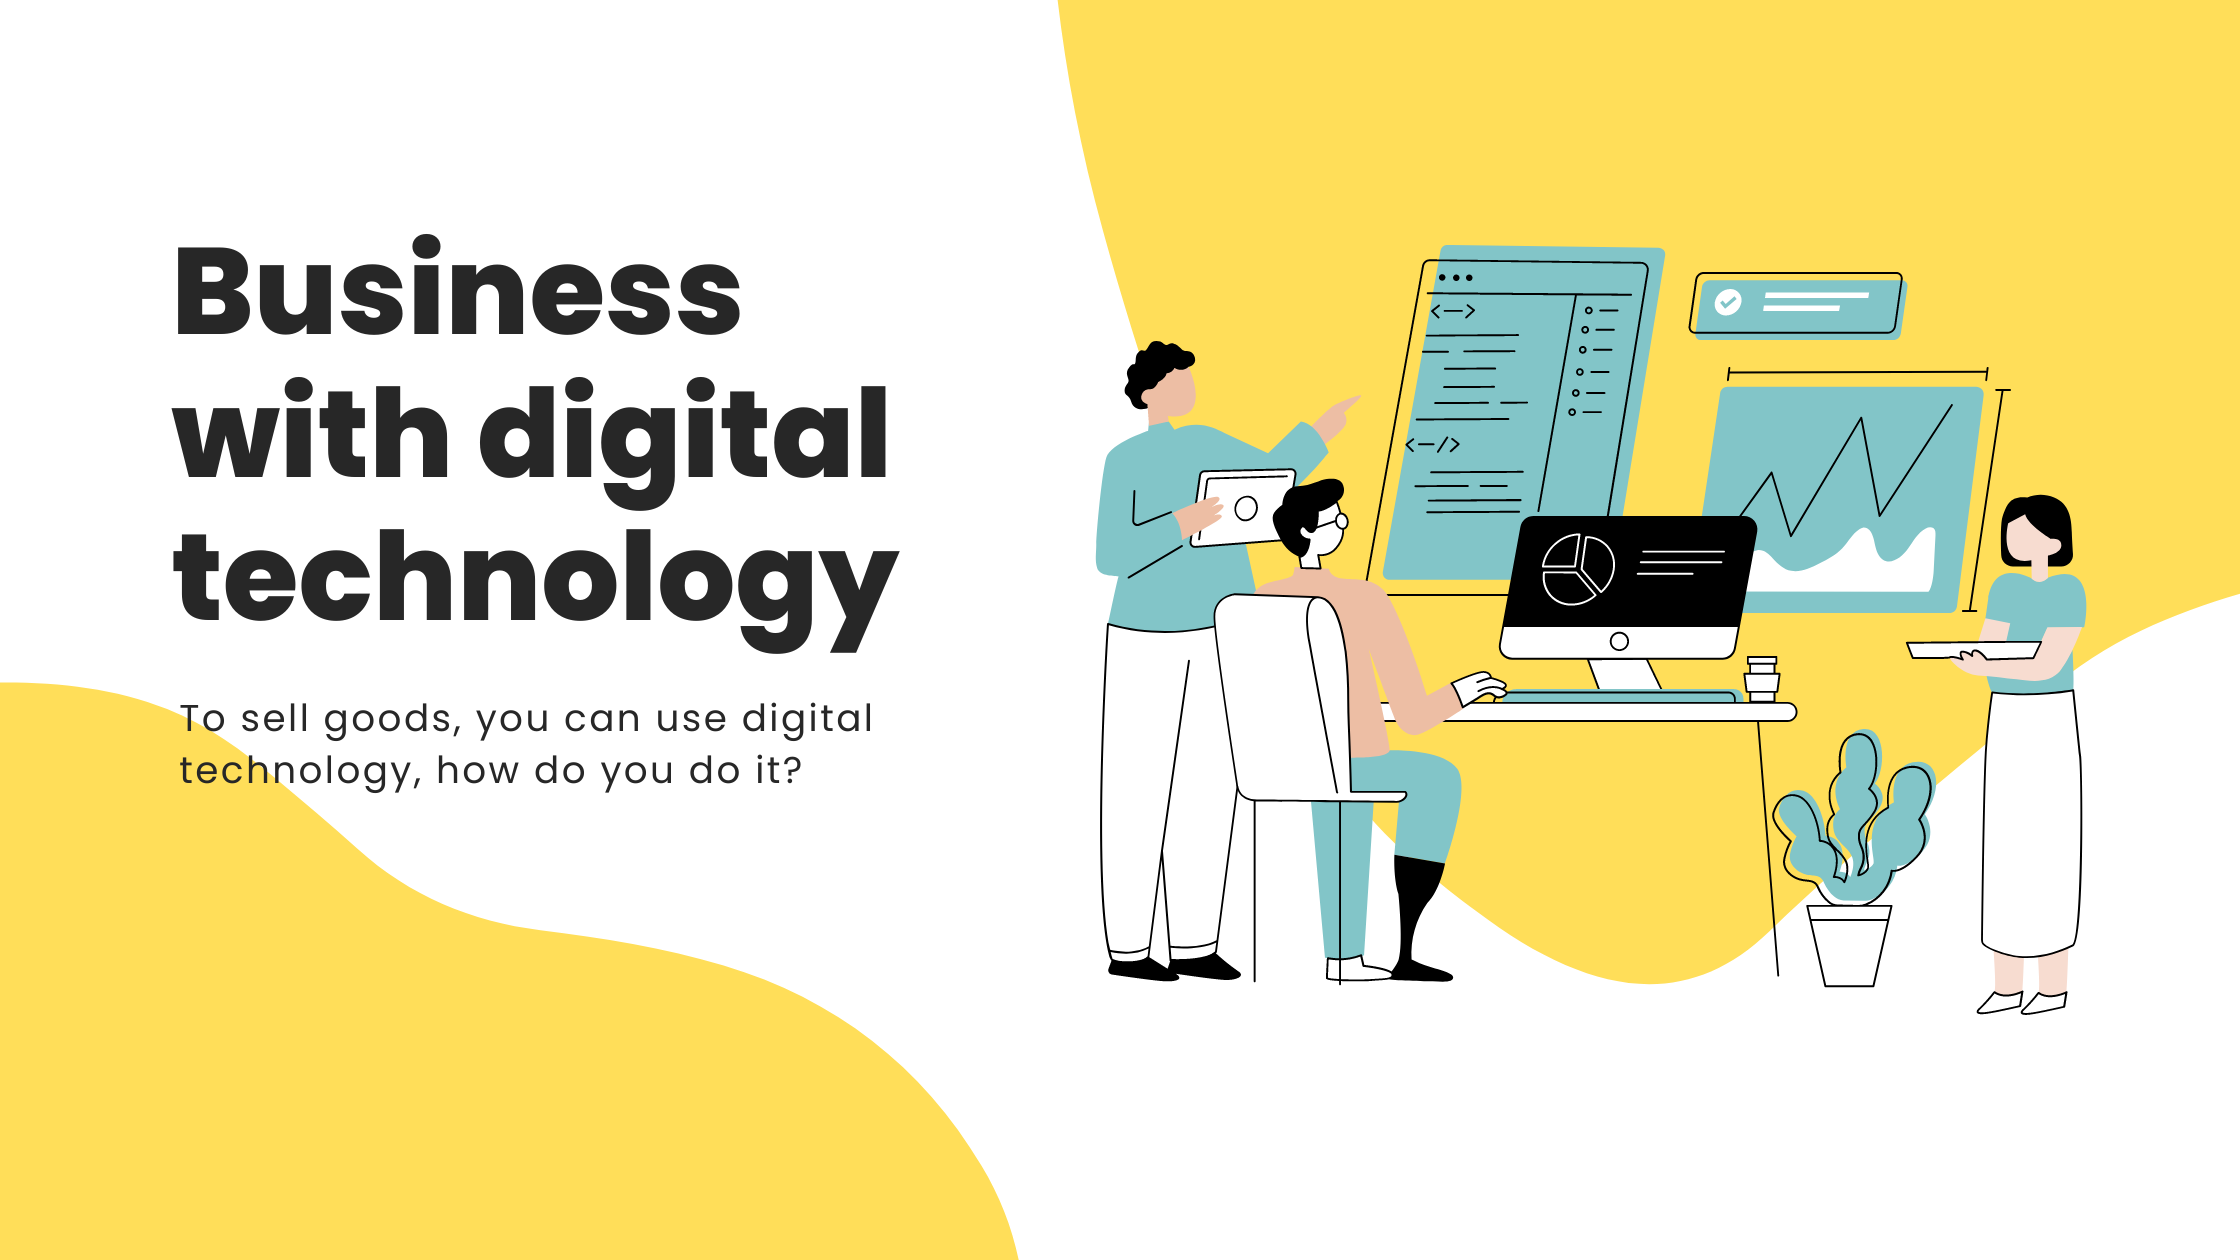 Business
with digital
technology
To sell goods, you can use digital
technology, how do you do it?